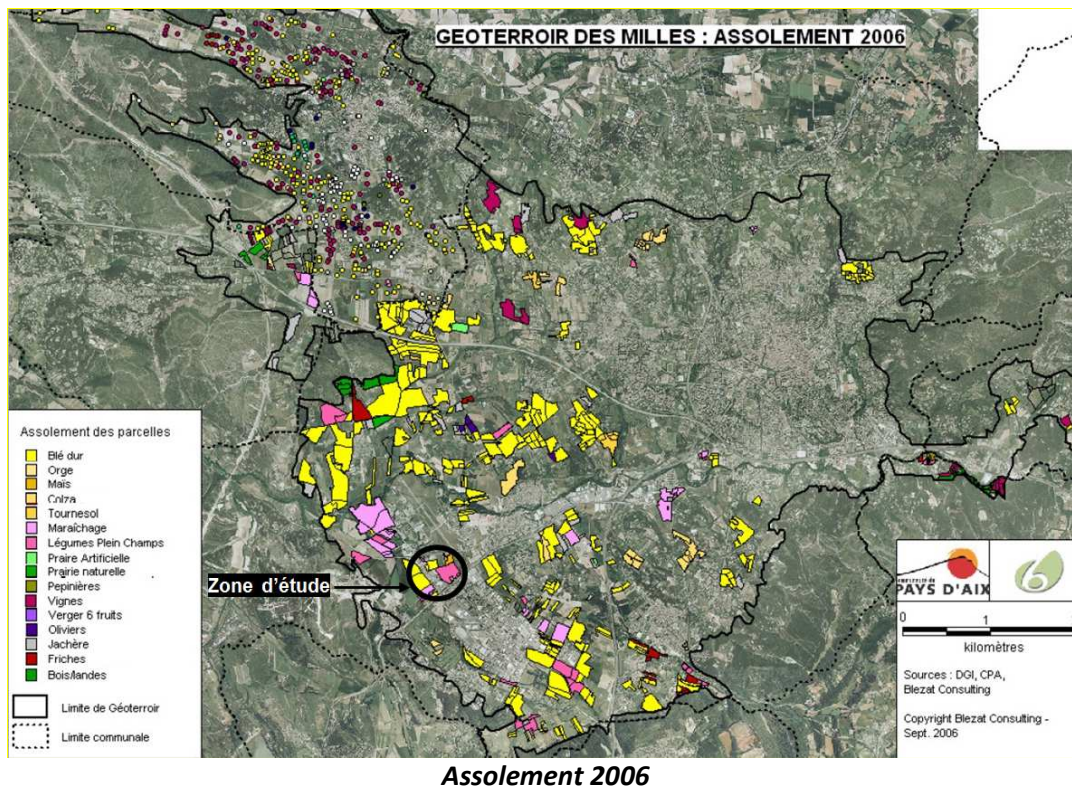 GEOTERROIR DES MILLES : ASSOLEMENT 2006
Assolement des parcelles
Blé dur
Orge
Maïs
Colza
Tournesol
Maraîchage
Légumes Plein Champs
Praire Artificielle
Prairie naturelle
Pepinières
Vignes
Verger 6 fruits
Oliviers
Jachère
Friches
Bois/landes
Limite de Géoterroir
Limite communale
Zone d'étude
PAYS D'AIX
0 1
kilomètres
Sources : DGI, CPA,
Blezat Consulting
Copyright Blezat Consulting -
Sept. 2006
Assolement 2006